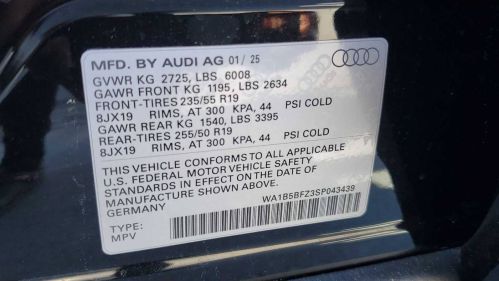 MFD. BY AUDI AG 01/25
GVWR KG 2725, LBS 6008
GAWR FRONT KG 1195, LBS 2634
FRONT-TIRES 235/55 R19
8JX19 RIMS, AT 300 KPA, 44 PSI COLD
GAWR REAR KG 1540, LBS 3395
REAR-TIRES 255/50 R19
8JX19 RIMS, AT 300 KPA, 44 PSI COLD
THIS VEHICLE CONFORMS TO ALL APPLICABLE
U.S. FEDERAL MOTOR VEHICLE SAFETY
STANDARDS IN EFFECT ON THE DATE OF
MANUFACTURE SHOWN ABOVE.
GERMANY
WA1B5BFZ3SP043439
TYPE:
MPV